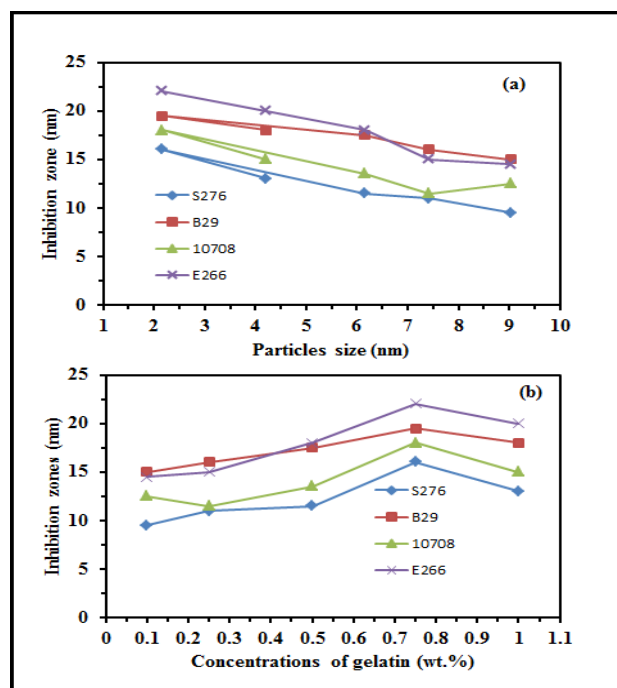 (a)
Inhibition zone (nm)
25
20
15
10
5
0
S276
B29
10708
E266
1 2 3 4 5 6 7 8 9 10
Particles size (nm)
(b)
Inhibition zones (nm)
25
20
15
10
5
0
S276
B29
10708
E266
0 0.1 0.2 0.3 0.4 0.5 0.6 0.7 0.8 0.9 1 1.1
Concentrations of gelatin (wt.%)